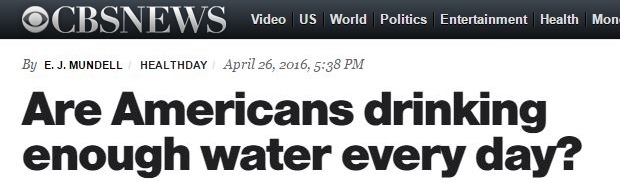 CBSNEWS Video US World Politics Entertainment Health Mon
By E. J. MUNDELL / HEALTHDAY / April 26, 2016, 5:38 PM
Are Americans drinking
enough water every day?